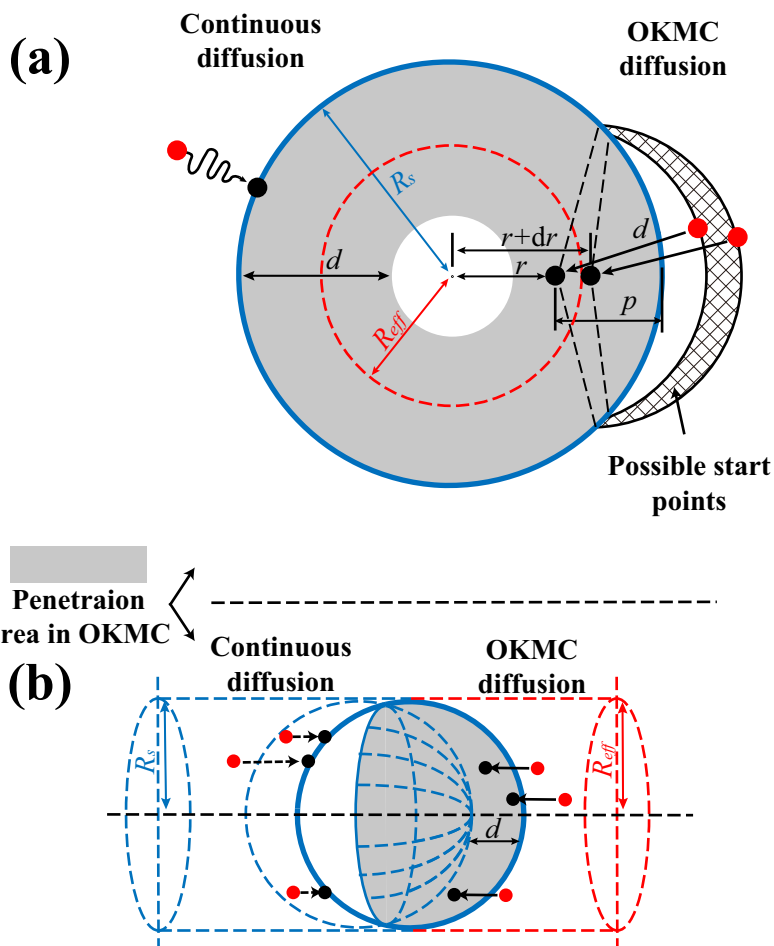 (a)
Continuous
diffusion
OKMC
diffusion
R_s
r+dr
d
d
r
p
R_eff
Possible start
points
Penetraion
rea in OKMC
(b)
Continuous
diffusion
OKMC
diffusion
R_s
R_eff
d